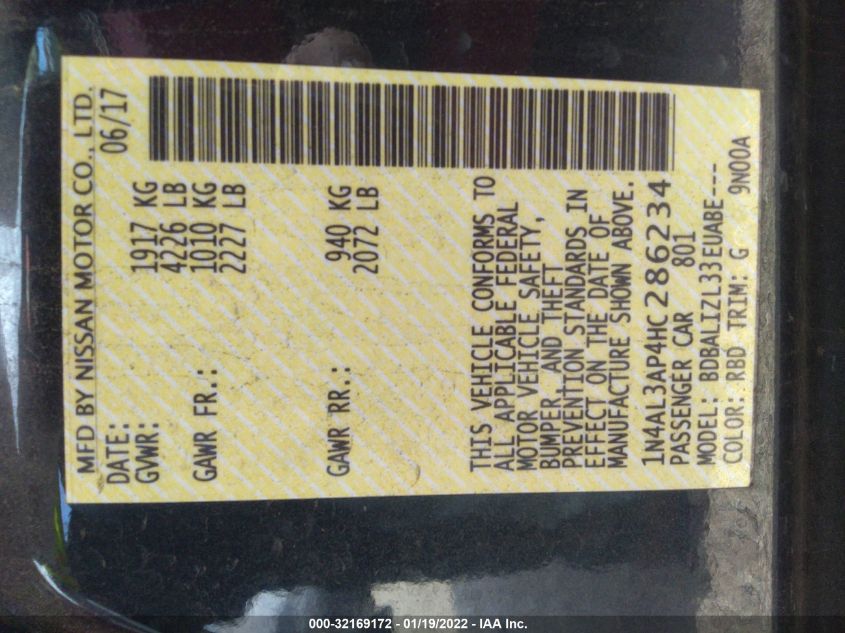 MFD BY NISSAN MOTOR CO., LTD.
DATE: 06/17
GVWR: 1917 KG
4226 LB
GAWR FR.: 1010 KG
2227 LB
GAWR RR.: 940 KG
2072 LB
THIS VEHICLE CONFORMS TO
ALL APPLICABLE FEDERAL
MOTOR VEHICLE SAFETY,
BUMPER, AND THEFT
PREVENTION STANDARDS IN
EFFECT ON THE DATE OF
MANUFACTURE SHOWN ABOVE.
1N4AL3AP4HC286234
PASSENGER CAR 801
MODEL: BDBALIZL33EUABE---
COLOR: RBD TRIM: G 9N00A
000-32169172 - 01/19/2022 - IAA Inc.